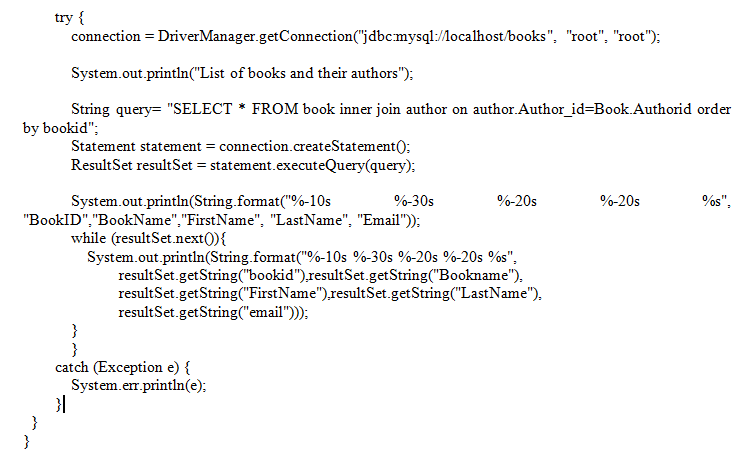 try {
connection = DriverManager.getConnection("jdbc:mysql://localhost/books", "root", "root");
System.out.println("List of books and their authors");
String query= "SELECT * FROM book inner join author on author.Author_id=Book.Authorid order
by bookid";
Statement statement = connection.createStatement();
ResultSet resultSet = statement.executeQuery(query);
System.out.println(String.format("%-10s %-30s %-20s %-20s %s",
"BookID","BookName","FirstName", "LastName", "Email"));
while (resultSet.next()){
System.out.println(String.format("%-10s %-30s %-20s %-20s %s",
resultSet.getString("bookid"),resultSet.getString("Bookname"),
resultSet.getString("FirstName"),resultSet.getString("LastName"),
resultSet.getString("email")));
}
}
catch (Exception e) {
System.err.println(e);
}
}
}